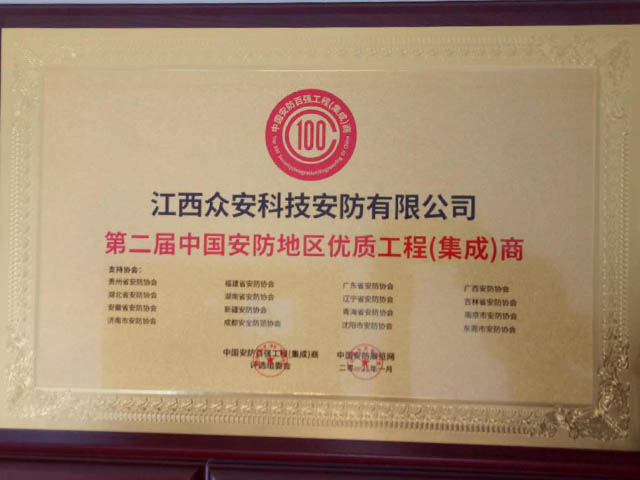 中国安防百强工程(集成)商
100
江西众安科技安防有限公司
第二届中国安防地区优质工程(集成)商
支持协会：
贵州省安防协会 福建省安防协会 广东省安防协会 广西安防协会
湖北省安防协会 湖南省安防协会 辽宁省安防协会 吉林省安防协会
安徽省安防协会 新疆安防协会 青海省安防协会 南京市安防协会
济南市安防协会 成都安全防范协会 沈阳市安防协会 东莞市安防协会
中国安防百强工程(集成)商 中国安防展览网
评选组委会 二零 年一月